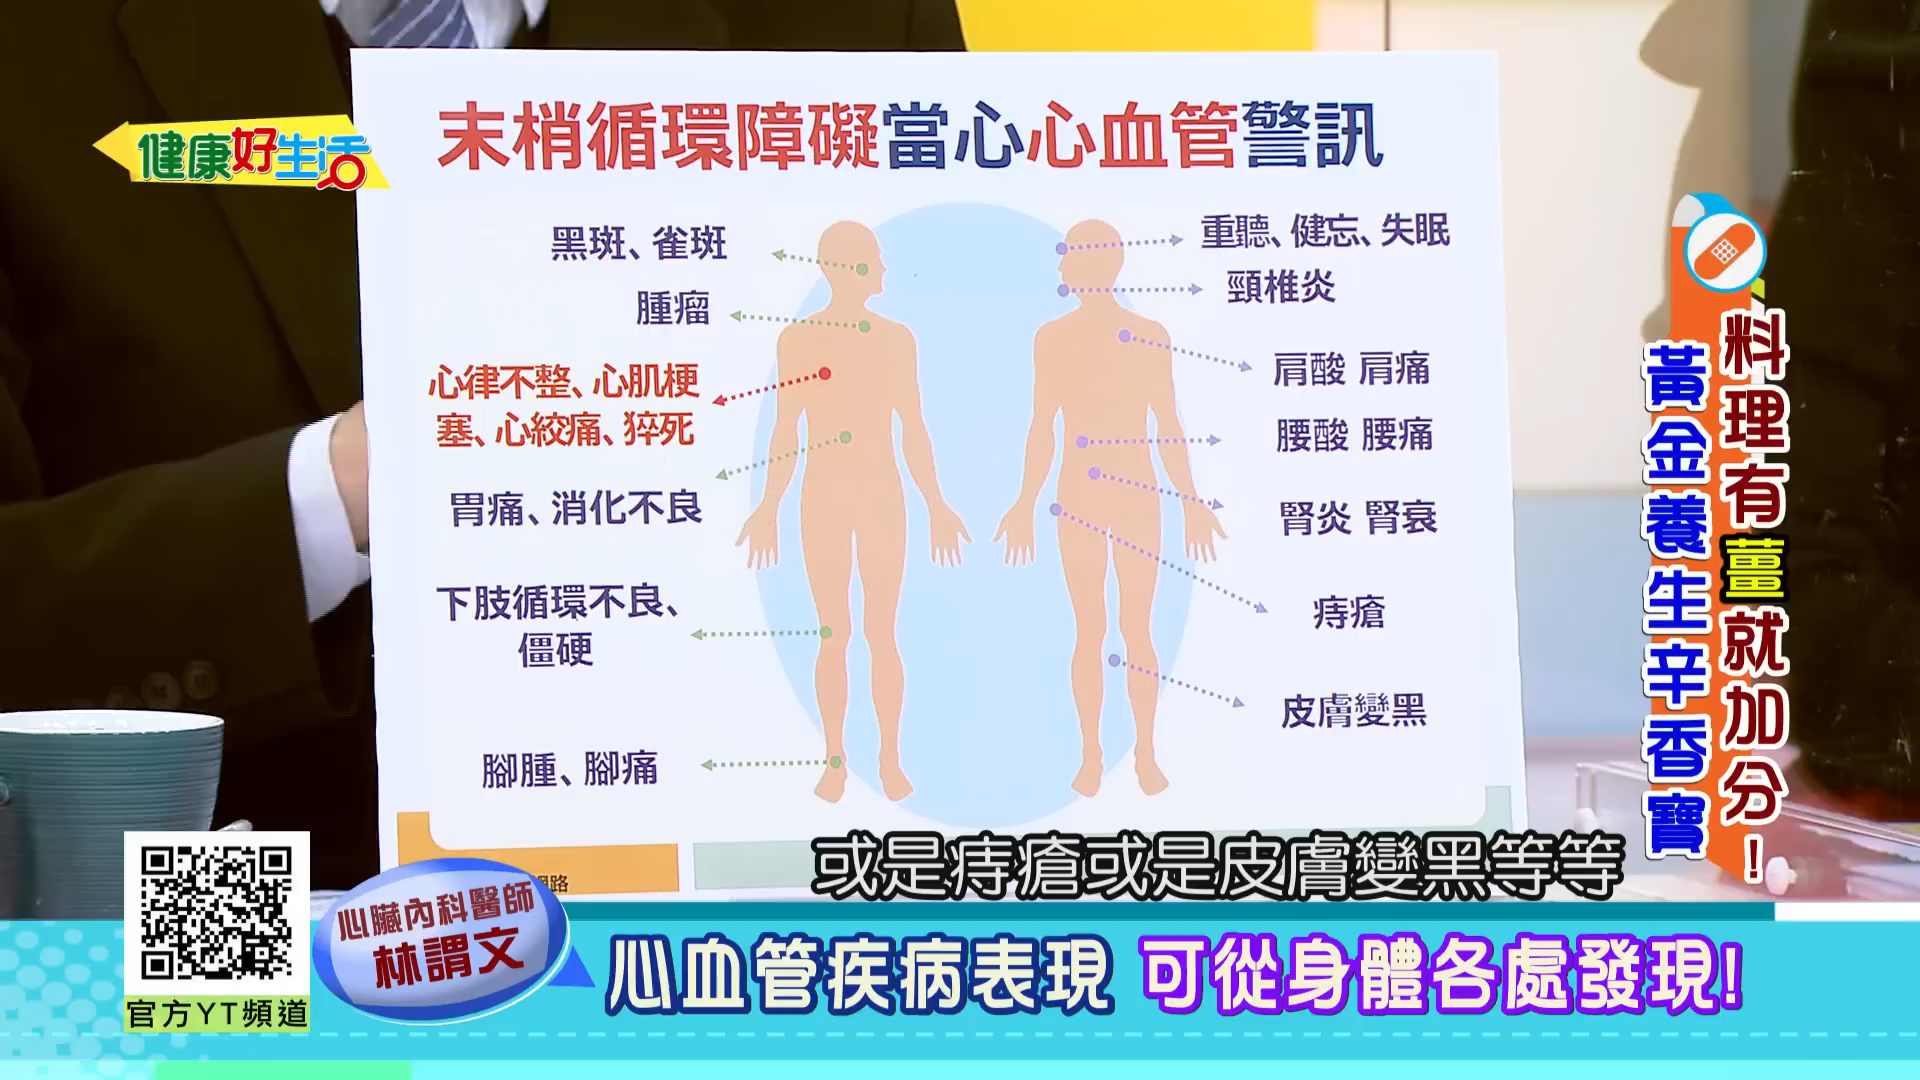 健康好生活
末梢循環障礙當心心血管警訊
黑斑、雀斑
腫瘤
心律不整、心肌梗
塞、心絞痛、猝死
胃痛、消化不良
下肢循環不良、
僵硬
腳腫、腳痛
重聽、健忘、失眠
頸椎炎
肩酸 肩痛
腰酸 腰痛
腎炎 腎衰
痔瘡
皮膚變黑
料理有薑就加分!
黃金養生辛香寶
網路
或是痔瘡或是皮膚變黑等等
心臟內科醫師
林謂文
心血管疾病表現 可從身體各處發現!
官方YT頻道